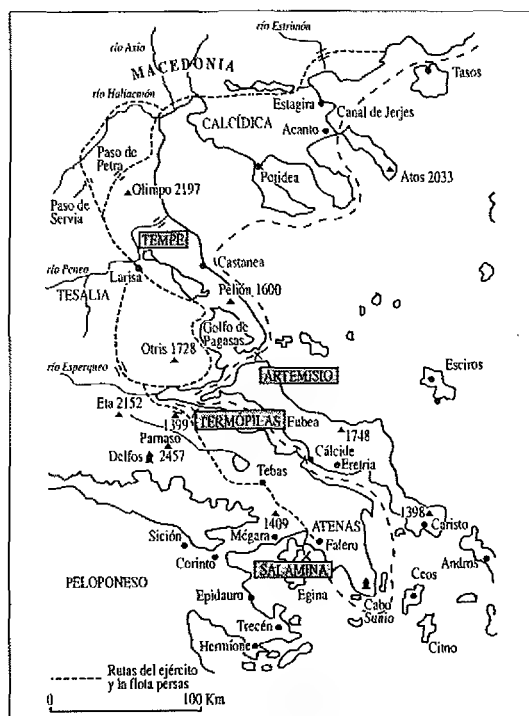 río Estrimón
río Axio
MACEDONIA
Tasos
río Haliacmón
Estagira
Canal de Jerjes
CALCÍDICA
Acanto
Paso de
Petra
Potidea
Olimpo 2197
Atos 2033
Paso de
Servia
TEMPE
río Peneo
Castanea
Larisa
TESALIA
Pelión 1600
Golfo de
Pagasas
Otris 1728
río Esperqueo
ARTEMISIO
Esciros
Eta 2152
1399
TERMÓPILAS
Eubea
1748
Parnaso
2457
Delfos
Cálcide
Eretria
Tebas
1409
1398
ATENAS
Caristo
Mégara
Falero
Sición
Corinto
SALAMINA
Andros
PELOPONESO
Egina
Ceos
Epidauro
Cabo
Sunio
Trecén
Citno
Hermione
Rutas del ejército
y la flota persas
0 100 Km